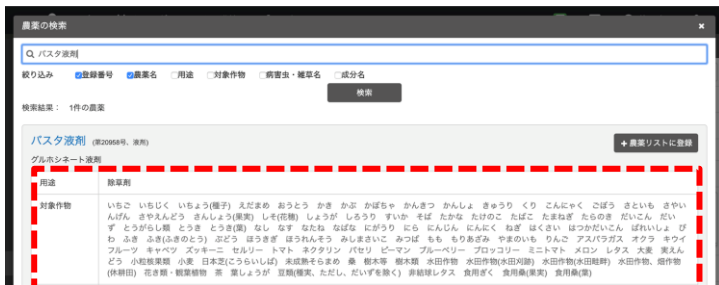 農薬の検索 ×
バスタ液剤
絞り込み 登録番号 農薬名 用途 対象作物 病害虫・雑草名 成分名
検索
検索結果： 1件の農薬
バスタ液剤 (第20958号、液剤) +農薬リストに登録
グルホシネート液剤
用途 除草剤
対象作物 いちご いちじく いちょう(種子) えだまめ おうとう かき かぶ かぼちゃ かんきつ かんしょ きゅうり くり こんにゃく ごぼう さといも さやい
んげん さやえんどう さんしょう(果実) しそ(花穂) しょうが しろうり すいか そば たかな たけのこ たばこ たまねぎ たらのき だいこん だい
ず とうがらし類 とうき とうき(葉) なし なす なたね なばな にがうり にら にんじん にんにく ねぎ はくさい はつかだいこん ばれいしょ び
わ ふき ふき(ふきのとう) ぶどう ほうきぎ ほうれんそう みしまさいこ みつば もも もりあざみ やまのいも りんご アスパラガス オクラ キウイ
フルーツ キャベツ ズッキーニ セルリー トマト ネクタリン パセリ ピーマン ブルーベリー ブロッコリー ミニトマト メロン レタス 大麦 実えん
どう 小粒核果類 小麦 日本芝(こうらいしば) 未成熟そらまめ 桑 樹木等 樹木類 水田作物 水田作物(水田刈跡) 水田作物(水田畦畔) 水田作物、畑作物
(休耕田) 花き類・観葉植物 茶 葉しょうが 豆類(種実、ただし、だいずを除く) 非結球レタス 食用ぎく 食用桑(果実) 食用桑(葉)